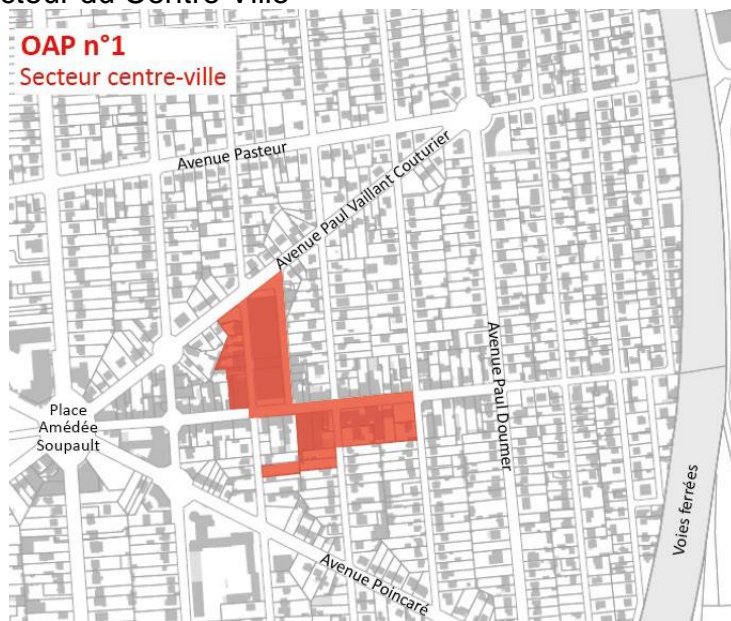 OAP n°1
Secteur centre-ville
Avenue Pasteur
Avenue Paul Vaillant Couturier
Avenue Paul Doumer
Place
Amédée
Soupault
Voies ferrées
Avenue Poincaré